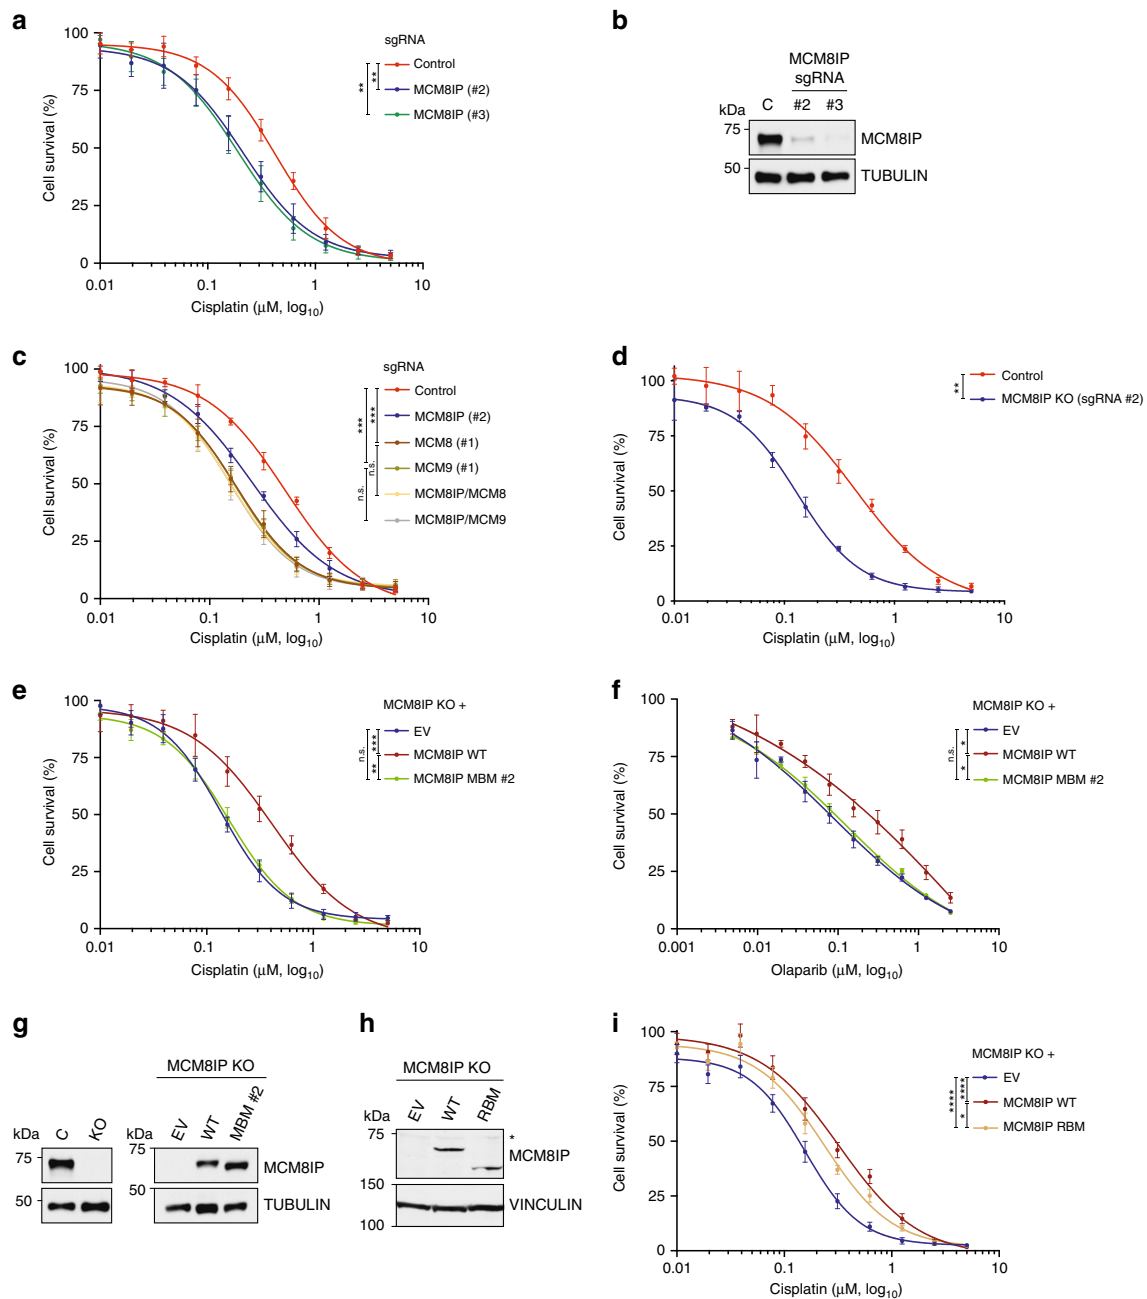 a
100
75
50
25
0
Cell survival (%)
0.01
0.1
1
10
Cisplatin (μM, log10)
sgRNA
Control
MCM8IP (#2)
MCM8IP (#3)
**
**
b
MCM8IP
sgRNA
kDa
C
#2
#3
75
50
MCM8IP
TUBULIN
c
100
75
50
25
0
Cell survival (%)
0.01
0.1
1
10
Cisplatin (μM, log10)
sgRNA
Control
MCM8IP (#2)
MCM8 (#1)
MCM9 (#1)
MCM8IP/MCM8
MCM8IP/MCM9
***
***
n.s.
n.s.
d
100
75
50
25
0
Cell survival (%)
0.01
0.1
1
10
Cisplatin (μM, log10)
**
Control
MCM8IP KO (sgRNA #2)
e
100
75
50
25
0
Cell survival (%)
0.01
0.1
1
10
Cisplatin (μM, log10)
MCM8IP KO +
EV
MCM8IP WT
MCM8IP MBM #2
n.s.
***
**
f
100
75
50
25
0
Cell survival (%)
0.001
0.01
0.1
1
10
Olaparib (μM, log10)
MCM8IP KO +
EV
MCM8IP WT
MCM8IP MBM #2
n.s.
*
*
g
kDa
C
KO
75
50
MCM8IP KO
kDa
EV
WT
MBM #2
75
50
MCM8IP
TUBULIN
h
MCM8IP KO
kDa
EV
WT
RBM
75
*
MCM8IP
150
100
VINCULIN
i
100
75
50
25
0
Cell survival (%)
0.01
0.1
1
10
Cisplatin (μM, log10)
MCM8IP KO +
EV
MCM8IP WT
MCM8IP RBM
****
****
*